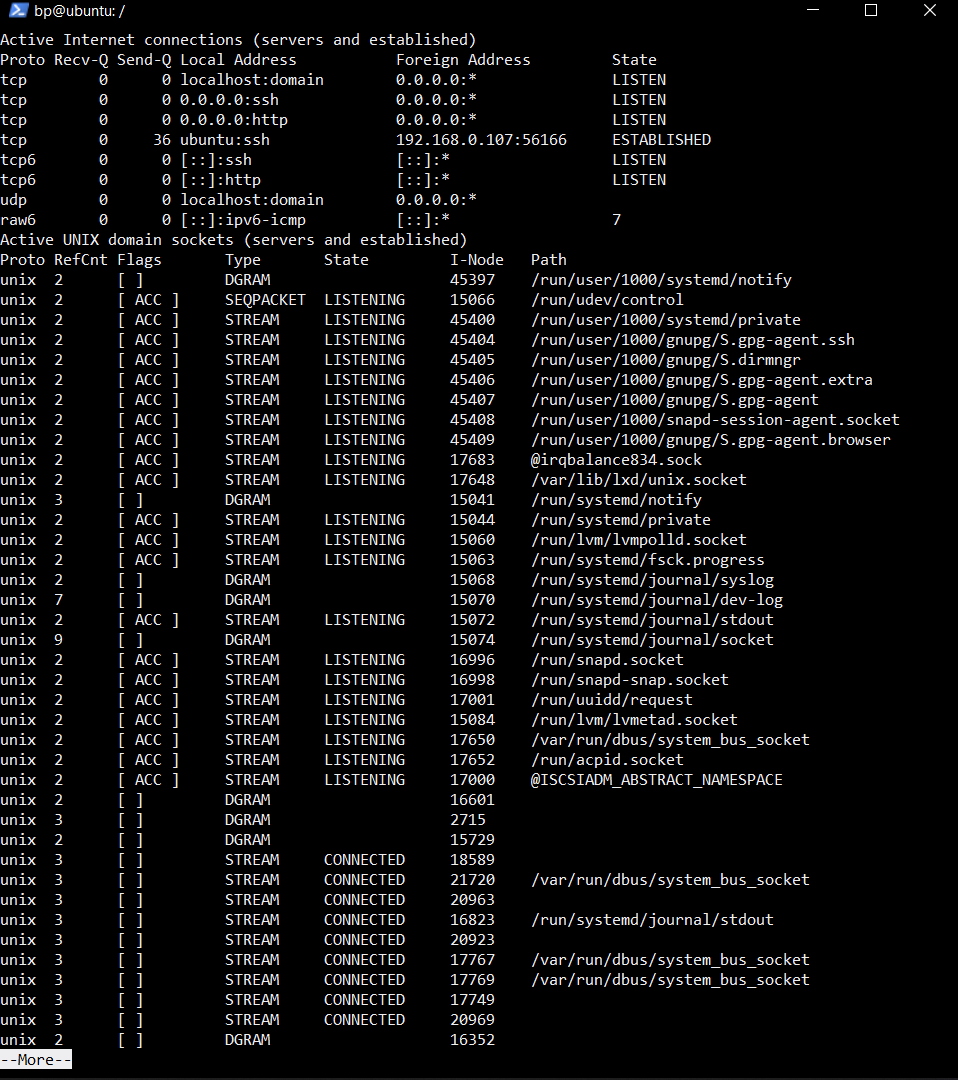 bp@ubuntu: /
Active Internet connections (servers and established)
Proto Recv-Q Send-Q Local Address           Foreign Address         State
tcp        0      0 localhost:domain        0.0.0.0:*               LISTEN
tcp        0      0 0.0.0.0:ssh             0.0.0.0:*               LISTEN
tcp        0      0 0.0.0.0:http            0.0.0.0:*               LISTEN
tcp        0     36 ubuntu:ssh              192.168.0.107:56166     ESTABLISHED
tcp6       0      0 [::]:ssh                [::]:*                  LISTEN
tcp6       0      0 [::]:http               [::]:*                  LISTEN
udp        0      0 localhost:domain        0.0.0.0:*
raw6       0      0 [::]:ipv6-icmp          [::]:*                  7
Active UNIX domain sockets (servers and established)
Proto RefCnt Flags       Type       State         I-Node   Path
unix  2      [ ]         DGRAM                    45397    /run/user/1000/systemd/notify
unix  2      [ ACC ]     SEQPACKET  LISTENING     15066    /run/udev/control
unix  2      [ ACC ]     STREAM     LISTENING     45400    /run/user/1000/systemd/private
unix  2      [ ACC ]     STREAM     LISTENING     45404    /run/user/1000/gnupg/S.gpg-agent.ssh
unix  2      [ ACC ]     STREAM     LISTENING     45405    /run/user/1000/gnupg/S.dirmngr
unix  2      [ ACC ]     STREAM     LISTENING     45406    /run/user/1000/gnupg/S.gpg-agent.extra
unix  2      [ ACC ]     STREAM     LISTENING     45407    /run/user/1000/gnupg/S.gpg-agent
unix  2      [ ACC ]     STREAM     LISTENING     45408    /run/user/1000/snapd-session-agent.socket
unix  2      [ ACC ]     STREAM     LISTENING     45409    /run/user/1000/gnupg/S.gpg-agent.browser
unix  2      [ ACC ]     STREAM     LISTENING     17683    @irqbalance834.sock
unix  2      [ ACC ]     STREAM     LISTENING     17648    /var/lib/lxd/unix.socket
unix  3      [ ]         DGRAM                    15041    /run/systemd/notify
unix  2      [ ACC ]     STREAM     LISTENING     15044    /run/systemd/private
unix  2      [ ACC ]     STREAM     LISTENING     15060    /run/lvm/lvmpolld.socket
unix  2      [ ACC ]     STREAM     LISTENING     15063    /run/systemd/fsck.progress
unix  2      [ ]         DGRAM                    15068    /run/systemd/journal/syslog
unix  7      [ ]         DGRAM                    15070    /run/systemd/journal/dev-log
unix  2      [ ACC ]     STREAM     LISTENING     15072    /run/systemd/journal/stdout
unix  9      [ ]         DGRAM                    15074    /run/systemd/journal/socket
unix  2      [ ACC ]     STREAM     LISTENING     16996    /run/snapd.socket
unix  2      [ ACC ]     STREAM     LISTENING     16998    /run/snapd-snap.socket
unix  2      [ ACC ]     STREAM     LISTENING     17001    /run/uuidd/request
unix  2      [ ACC ]     STREAM     LISTENING     15084    /run/lvm/lvmetad.socket
unix  2      [ ACC ]     STREAM     LISTENING     17650    /var/run/dbus/system_bus_socket
unix  2      [ ACC ]     STREAM     LISTENING     17652    /run/acpid.socket
unix  2      [ ACC ]     STREAM     LISTENING     17000    @ISCSIADM_ABSTRACT_NAMESPACE
unix  2      [ ]         DGRAM                    16601
unix  3      [ ]         DGRAM                    2715
unix  2      [ ]         DGRAM                    15729
unix  3      [ ]         STREAM     CONNECTED     18589
unix  3      [ ]         STREAM     CONNECTED     21720    /var/run/dbus/system_bus_socket
unix  3      [ ]         STREAM     CONNECTED     20963
unix  3      [ ]         STREAM     CONNECTED     16823    /run/systemd/journal/stdout
unix  3      [ ]         STREAM     CONNECTED     20923
unix  3      [ ]         STREAM     CONNECTED     17767    /var/run/dbus/system_bus_socket
unix  3      [ ]         STREAM     CONNECTED     17769    /var/run/dbus/system_bus_socket
unix  3      [ ]         STREAM     CONNECTED     17749
unix  3      [ ]         STREAM     CONNECTED     20969
unix  2      [ ]         DGRAM                    16352
--More--